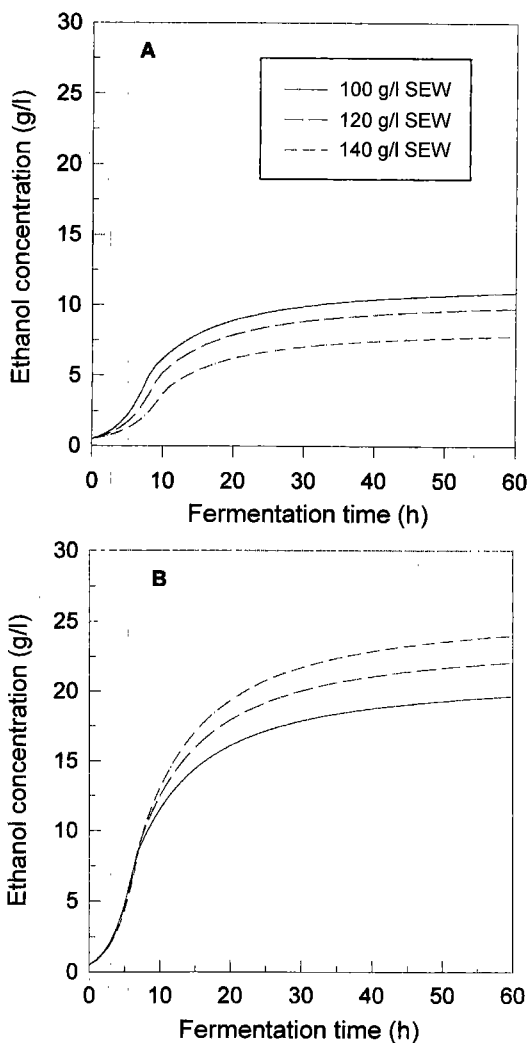 30
25
20
15
10
5
0
Ethanol concentration (g/l)
A
100 g/l SEW
120 g/l SEW
140 g/l SEW
0 10 20 30 40 50 60
Fermentation time (h)
30
25
20
15
10
5
0
Ethanol concentration (g/l)
B
0 10 20 30 40 50 60
Fermentation time (h)